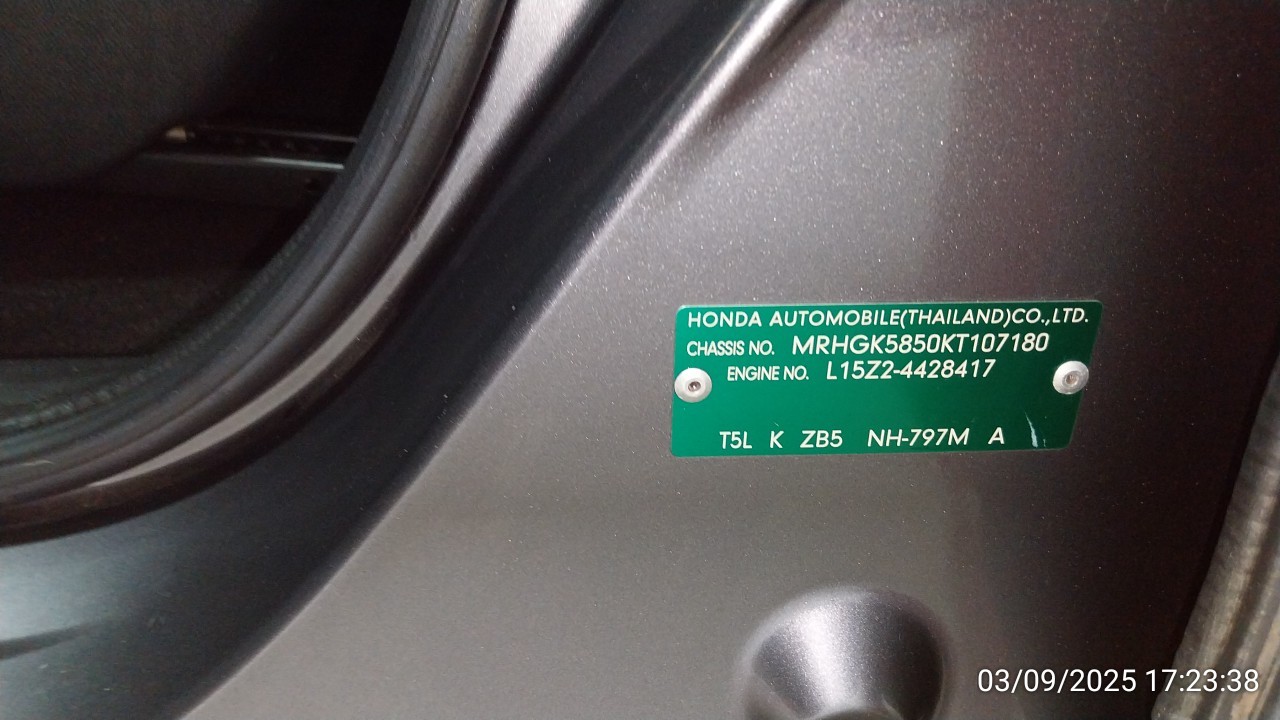 HONDA AUTOMOBILE(THAILAND)CO.,LTD.
CHASSIS NO. MRHGK5850KT107180
ENGINE NO. L15Z2-4428417
T5L K ZB5 NH-797M A
03/09/2025 17:23:38